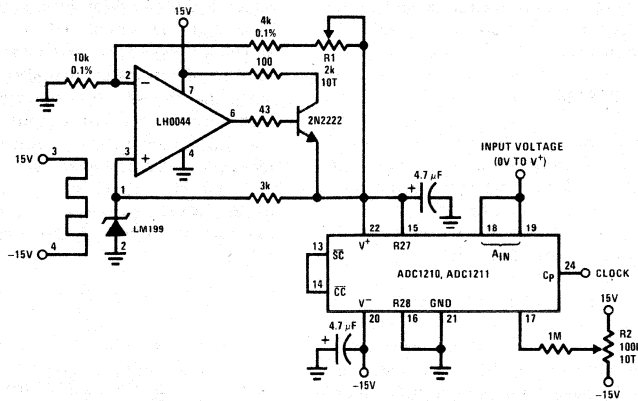 15V
4k
0.1%
R1
2k
10T
10k
0.1%
100
2
−
7
LH0044
6
43
2N2222
3
+
4
15V
3
1
3k
LM199
2
−15V
4
+
4.7 μF
INPUT VOLTAGE
(0V TO V+)
22
15
18
19
13
SC
V+
R27
AIN
ADC1210, ADC1211
CP
24
CLOCK
14
CC
V−
R28
GND
20
16
21
17
4.7 μF
+
−15V
1M
15V
R2
10T
−15V